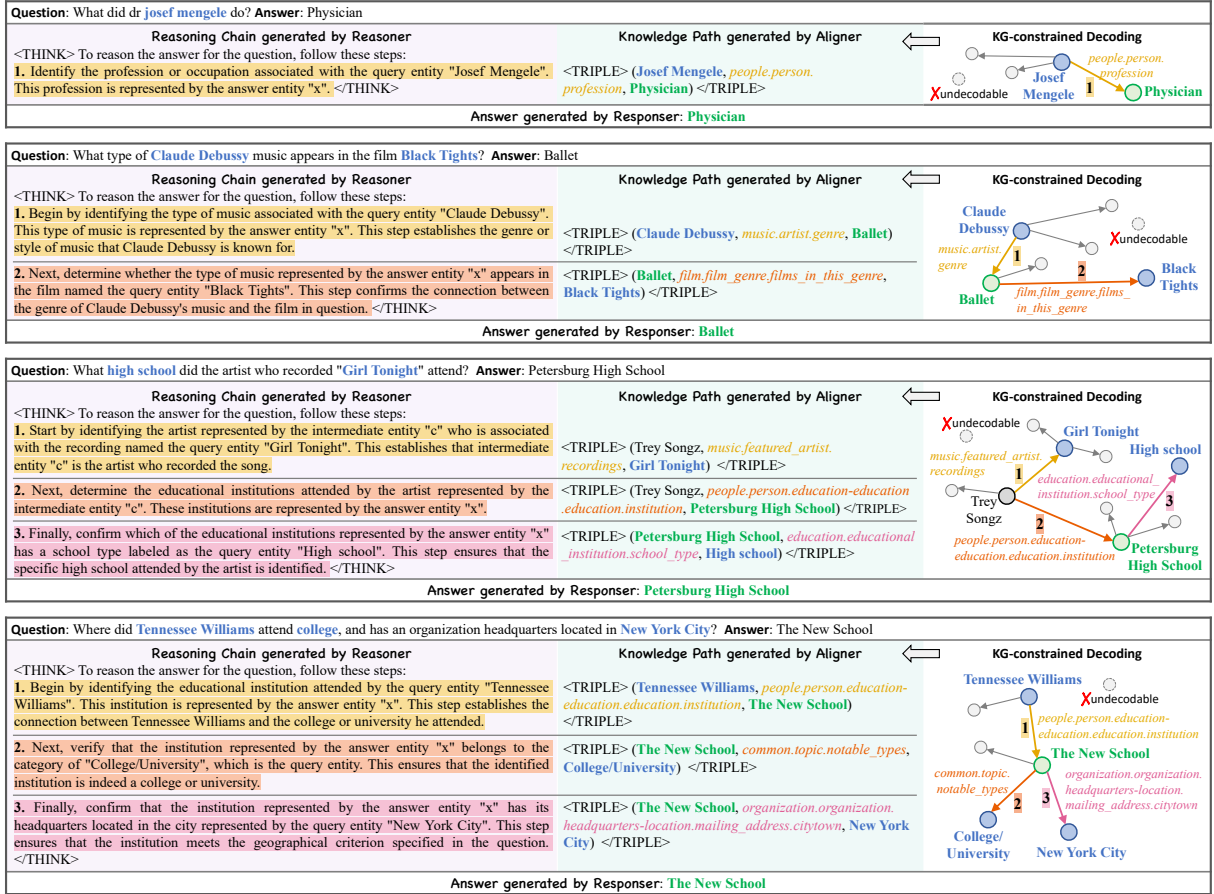 Question: What did dr josef mengele do? Answer: Physician
Reasoning Chain generated by Reasoner
<THINK> To reason the answer for the question, follow these steps:
1. Identify the profession or occupation associated with the query entity "Josef Mengele".
This profession is represented by the answer entity "x". </THINK>
Knowledge Path generated by Aligner
<TRIPLE> (Josef Mengele, people.person.
profession, Physician) </TRIPLE>
KG-constrained Decoding
people.person.
profession
Josef
Mengele
1
Physician
✗undecodable
Answer generated by Responser: Physician
Question: What type of Claude Debussy music appears in the film Black Tights? Answer: Ballet
Reasoning Chain generated by Reasoner
<THINK> To reason the answer for the question, follow these steps:
1. Begin by identifying the type of music associated with the query entity "Claude Debussy".
This type of music is represented by the answer entity "x". This step establishes the genre or
style of music that Claude Debussy is known for.
2. Next, determine whether the type of music represented by the answer entity "x" appears in
the film named the query entity "Black Tights". This step confirms the connection between
the genre of Claude Debussy's music and the film in question. </THINK>
Knowledge Path generated by Aligner
<TRIPLE> (Claude Debussy, music.artist.genre, Ballet)
</TRIPLE>
<TRIPLE> (Ballet, film.film_genre.films_in_this_genre,
Black Tights) </TRIPLE>
KG-constrained Decoding
Claude
Debussy
✗undecodable
music.artist.
genre
1
2
Black
Tights
Ballet
film.film_genre.films_
in_this_genre
Answer generated by Responser: Ballet
Question: What high school did the artist who recorded "Girl Tonight" attend? Answer: Petersburg High School
Reasoning Chain generated by Reasoner
<THINK> To reason the answer for the question, follow these steps:
1. Start by identifying the artist represented by the intermediate entity "c" who is associated
with the recording named the query entity "Girl Tonight". This establishes that intermediate
entity "c" is the artist who recorded the song.
2. Next, determine the educational institutions attended by the artist represented by the
intermediate entity "c". These institutions are represented by the answer entity "x".
3. Finally, confirm which of the educational institutions represented by the answer entity "x"
has a school type labeled as the query entity "High school". This step ensures that the
specific high school attended by the artist is identified. </THINK>
Knowledge Path generated by Aligner
<TRIPLE> (Trey Songz, music.featured_artist.
recordings, Girl Tonight) </TRIPLE>
<TRIPLE> (Trey Songz, people.person.education-education
.education.institution, Petersburg High School) </TRIPLE>
<TRIPLE> (Petersburg High School, education.educational
_institution.school_type, High school) </TRIPLE>
KG-constrained Decoding
✗undecodable
Girl Tonight
High school
music.featured_artist.
recordings
1
education.educational_
institution.school_type
3
Trey
Songz
2
people.person.education-
education.education.institution
Petersburg
High School
Answer generated by Responser: Petersburg High School
Question: Where did Tennessee Williams attend college, and has an organization headquarters located in New York City? Answer: The New School
Reasoning Chain generated by Reasoner
<THINK> To reason the answer for the question, follow these steps:
1. Begin by identifying the educational institution attended by the query entity "Tennessee
Williams". This institution is represented by the answer entity "x". This step establishes the
connection between Tennessee Williams and the college or university he attended.
2. Next, verify that the institution represented by the answer entity "x" belongs to the
category of "College/University", which is the query entity. This ensures that the identified
institution is indeed a college or university.
3. Finally, confirm that the institution represented by the answer entity "x" has its
headquarters located in the city represented by the query entity "New York City". This step
ensures that the institution meets the geographical criterion specified in the question.
</THINK>
Knowledge Path generated by Aligner
<TRIPLE> (Tennessee Williams, people.person.education-
education.education.institution, The New School)
</TRIPLE>
<TRIPLE> (The New School, common.topic.notable_types,
College/University) </TRIPLE>
<TRIPLE> (The New School, organization.organization.
headquarters-location.mailing_address.citytown, New York
City) </TRIPLE>
KG-constrained Decoding
Tennessee Williams
✗undecodable
1
people.person.education-
education.education.institution
The New School
common.topic.
notable_types
organization.organization.
headquarters-location.
mailing_address.citytown
2
3
College/
University
New York City
Answer generated by Responser: The New School